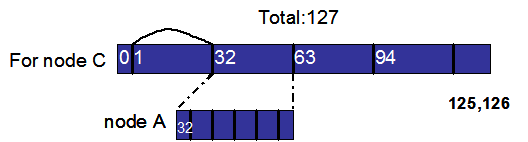 Total:127
For node C 0 1 32 63 94
125,126
node A 32